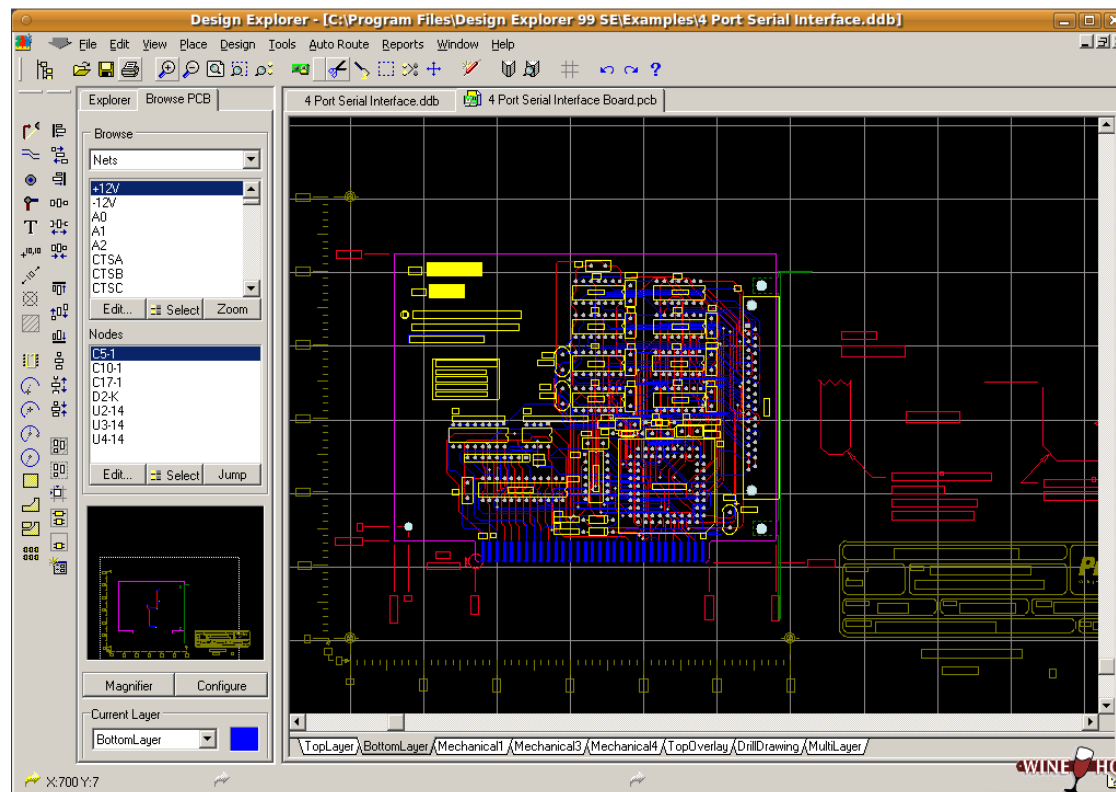 Design Explorer - [C:\Program Files\Design Explorer 99 SE\Examples\4 Port Serial Interface.ddb]
File Edit View Place Design Tools Auto Route Reports Window Help
Explorer Browse PCB
4 Port Serial Interface.ddb 4 Port Serial Interface Board.pcb
Browse
Nets
+12V
-12V
A0
A1
A2
CTSA
CTSB
CTSC
Edit... Select Zoom
Nodes
C5-1
C10-1
C17-1
D2-K
U2-14
U3-14
U4-14
Edit... Select Jump
Magnifier Configure
Current Layer
BottomLayer
TopLayer BottomLayer Mechanical1 Mechanical3 Mechanical4 TopOverlay DrillDrawing MultiLayer
X:700 Y:7
WINE HQ